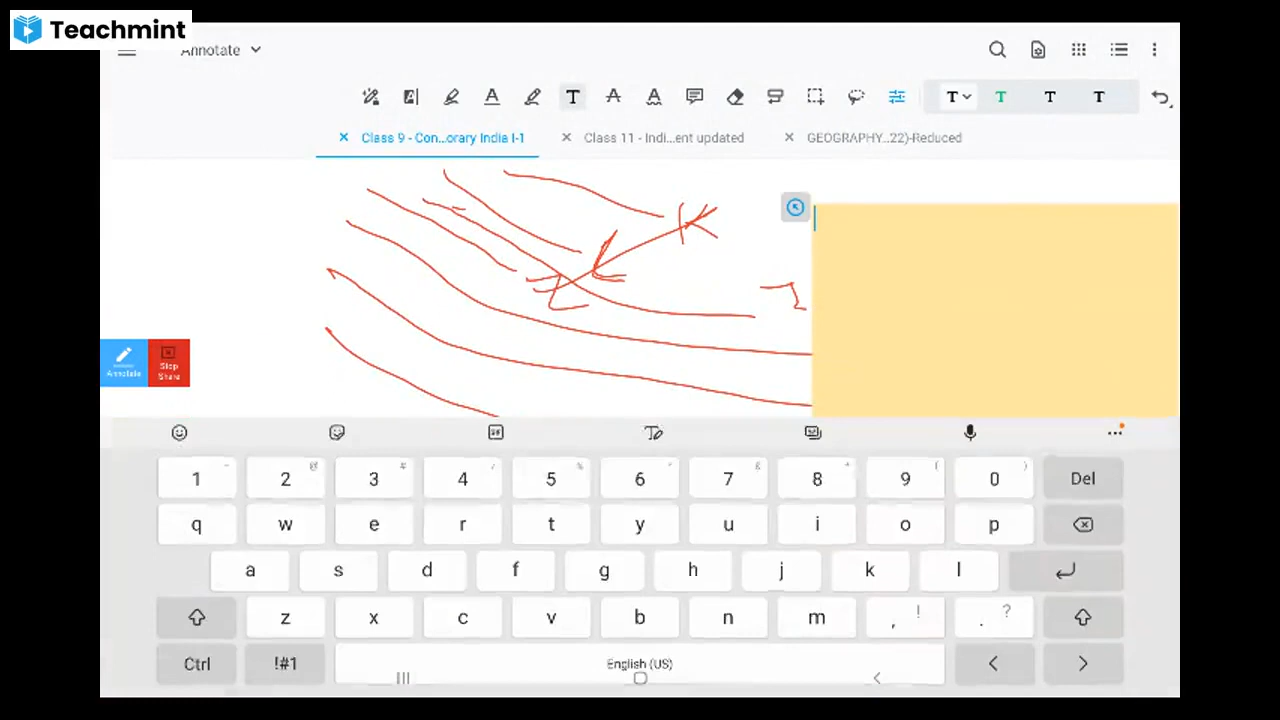 Teachmint
Annotate
T T T T
Class 9 - Con...orary India I-1
Class 11 - Indi...ent updated
GEOGRAPHY...22)-Reduced
Annotate
Stop
Share
K
Z
1 2 @ 3 # 4 / 5 % 6 ^ 7 & 8 * 9 ( 0 ) Del
q w e r t y u i o p
a s d f g h j k l
z x c v b n m , ! . ?
Ctrl !#1 English (US) < >